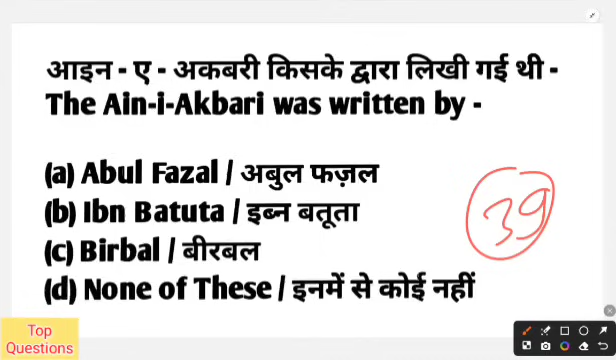 आइन - ए - अकबरी किसके द्वारा लिखी गई थी -
The Ain-i-Akbari was written by -
(a) Abul Fazal / अबुल फज़ल
(b) Ibn Batuta / इब्न बतूता
(c) Birbal / बीरबल
(d) None of These / इनमें से कोई नहीं
39
Top
Questions